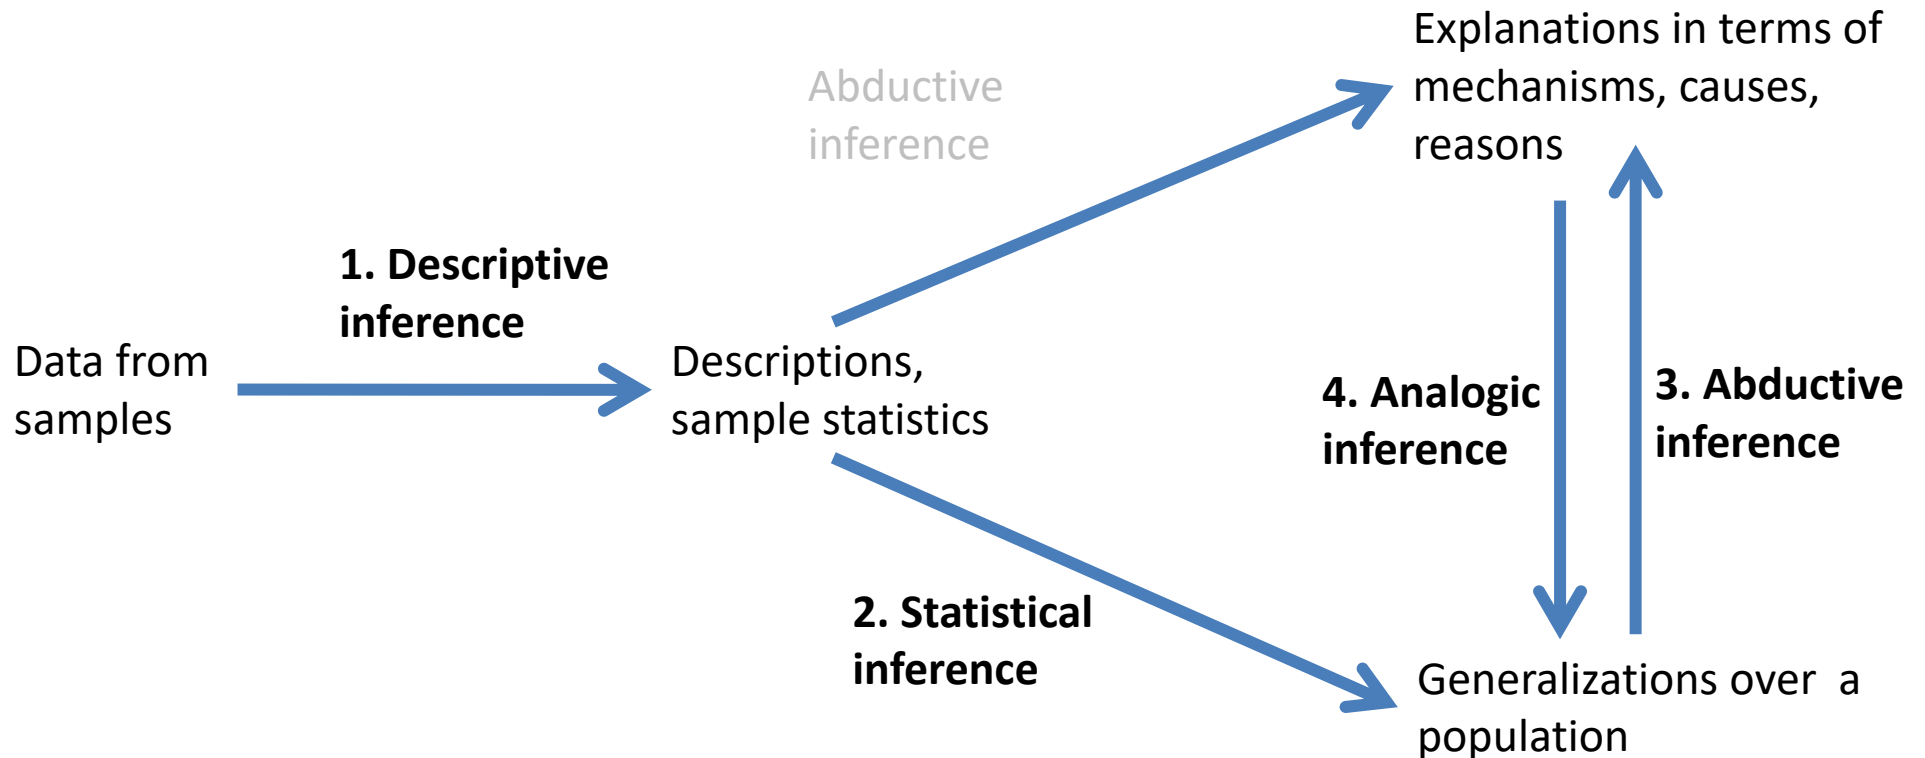 Explanations in terms of
mechanisms, causes,
reasons
Abductive
inference
1. Descriptive
inference
Data from
samples
Descriptions,
sample statistics
4. Analogic
inference
3. Abductive
inference
2. Statistical
inference
Generalizations over  a
population